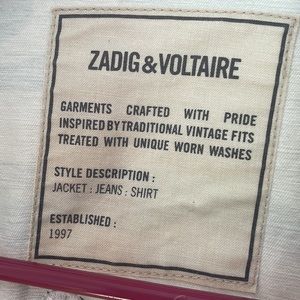 ZADIG&VOLTAIRE
GARMENTS CRAFTED WITH PRIDE
INSPIRED BY TRADITIONAL VINTAGE FITS
TREATED WITH UNIQUE WORN WASHES
STYLE DESCRIPTION :
JACKET : JEANS : SHIRT
ESTABLISHED :
1997